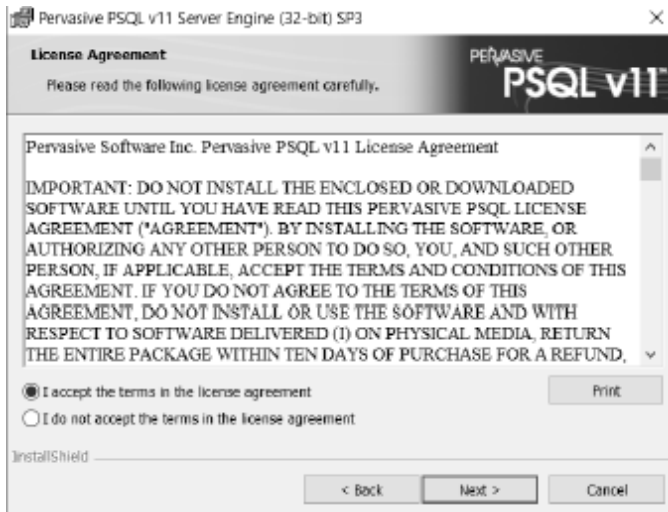 Pervasive PSQL v11 Server Engine (32-bit) SP3
License Agreement
Please read the following license agreement carefully.
PERVASIVE
PSQL v11
Pervasive Software Inc. Pervasive PSQL v11 License Agreement
IMPORTANT: DO NOT INSTALL THE ENCLOSED OR DOWNLOADED
SOFTWARE UNTIL YOU HAVE READ THIS PERVASIVE PSQL LICENSE
AGREEMENT ("AGREEMENT"). BY INSTALLING THE SOFTWARE, OR
AUTHORIZING ANY OTHER PERSON TO DO SO, YOU, AND SUCH OTHER
PERSON, IF APPLICABLE, ACCEPT THE TERMS AND CONDITIONS OF THIS
AGREEMENT. IF YOU DO NOT AGREE TO THE TERMS OF THIS
AGREEMENT, DO NOT INSTALL OR USE THE SOFTWARE AND WITH
RESPECT TO SOFTWARE DELIVERED (I) ON PHYSICAL MEDIA, RETURN
THE ENTIRE PACKAGE WITHIN TEN DAYS OF PURCHASE FOR A REFUND,
I accept the terms in the license agreement
Print
I do not accept the terms in the license agreement
InstallShield
< Back
Next >
Cancel